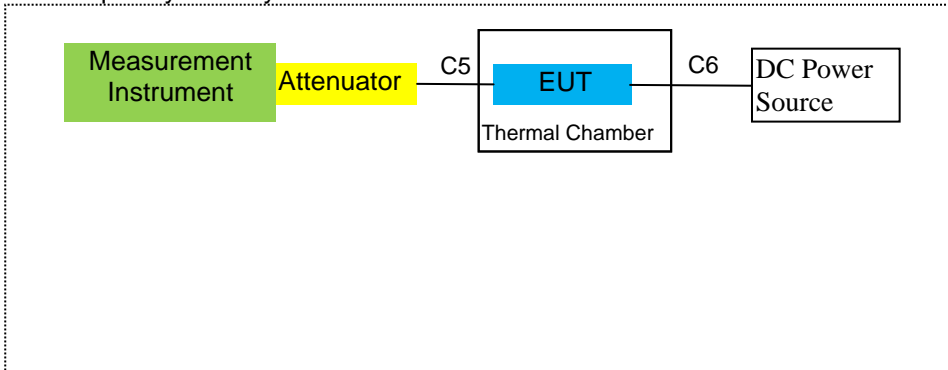 Measurement
Instrument
Attenuator
C5
EUT
Thermal Chamber
C6
DC Power
Source